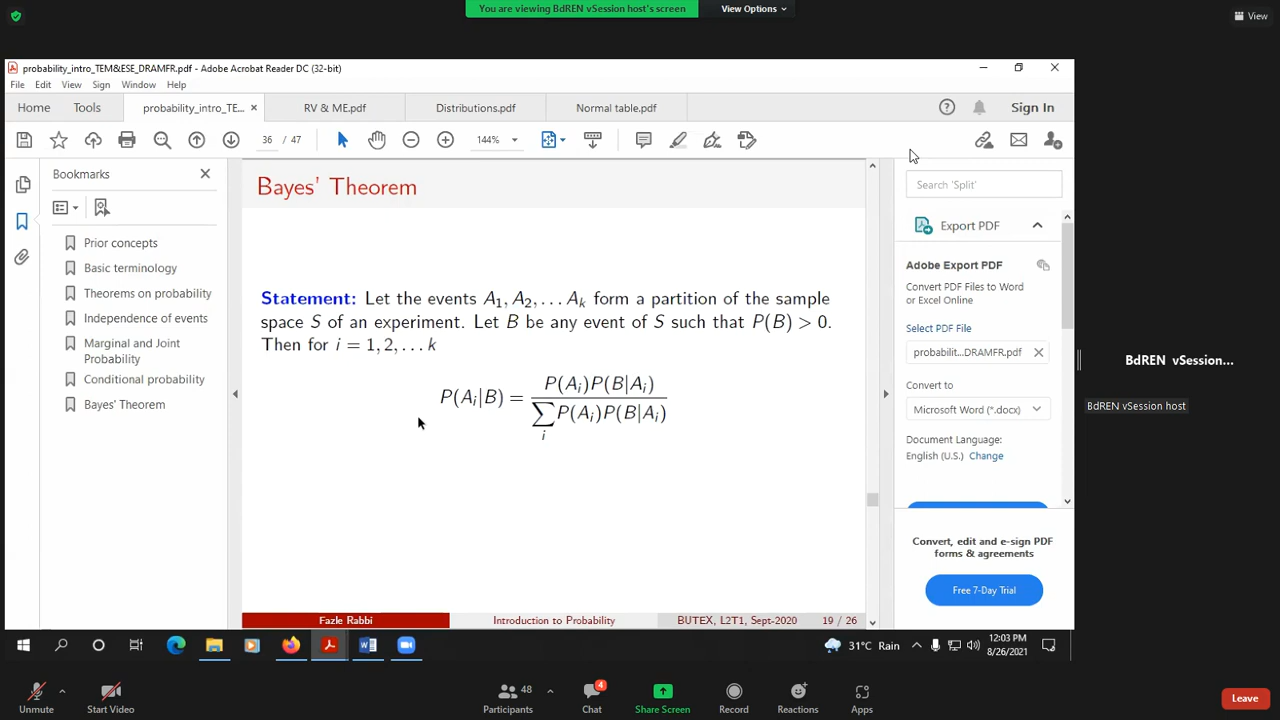 You are viewing BdREN vSession host's screen
View Options
View
probability_intro_TEM&ESE_DRAMFR.pdf - Adobe Acrobat Reader DC (32-bit)
File Edit View Sign Window Help
Home Tools probability_intro_TE... × RV & ME.pdf Distributions.pdf Normal table.pdf Sign In
36 / 47 144%
Bookmarks
Prior concepts
Basic terminology
Theorems on probability
Independence of events
Marginal and Joint
Probability
Conditional probability
Bayes' Theorem
Bayes' Theorem
Statement: Let the events A₁, A₂, . . . Aₖ form a partition of the sample
space S of an experiment. Let B be any event of S such that P(B) > 0.
Then for i = 1, 2, . . . k
P(Aᵢ|B) = P(Aᵢ)P(B|Aᵢ) / ∑ᵢ P(Aᵢ)P(B|Aᵢ)
Fazle Rabbi Introduction to Probability BUTEX, L2T1, Sept-2020 19 / 26
Search 'Split'
Export PDF
Adobe Export PDF
Convert PDF Files to Word
or Excel Online
Select PDF File
probabilit...DRAMFR.pdf
Convert to
Microsoft Word (*.docx)
Document Language:
English (U.S.) Change
Convert, edit and e-sign PDF
forms & agreements
Free 7-Day Trial
BdREN vSession...
BdREN vSession host
31°C Rain
12:03 PM
8/26/2021
Unmute
Start Video
48
Participants
4
Chat
Share Screen
Record
Reactions
Apps
Leave